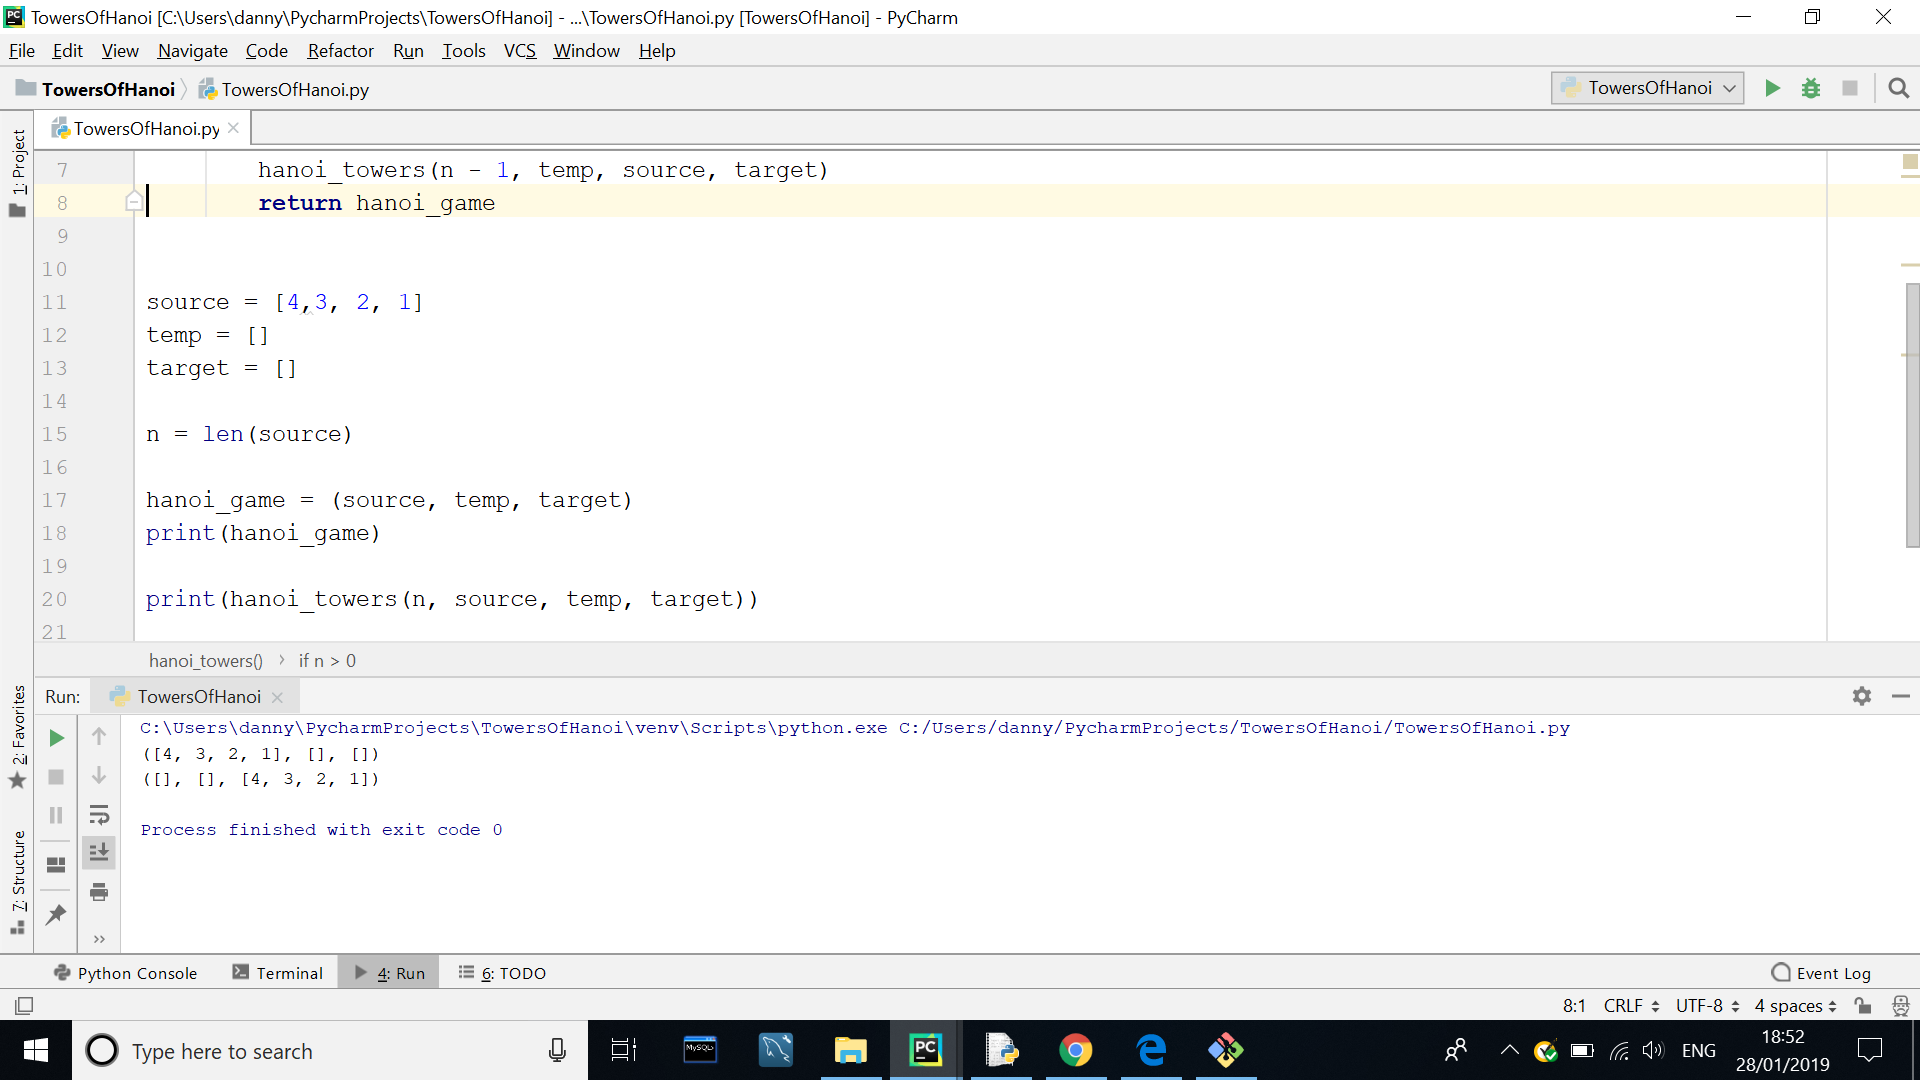 TowersOfHanoi [C:\Users\danny\PycharmProjects\TowersOfHanoi] - ...\TowersOfHanoi.py [TowersOfHanoi] - PyCharm
File Edit View Navigate Code Refactor Run Tools VCS Window Help
TowersOfHanoi TowersOfHanoi.py TowersOfHanoi
TowersOfHanoi.py
1: Project
7 hanoi_towers(n - 1, temp, source, target)
8 return hanoi_game
9
10
11 source = [4,3, 2, 1]
12 temp = []
13 target = []
14
15 n = len(source)
16
17 hanoi_game = (source, temp, target)
18 print(hanoi_game)
19
20 print(hanoi_towers(n, source, temp, target))
21
hanoi_towers() › if n > 0
2: Favorites
7: Structure
Run: TowersOfHanoi
C:\Users\danny\PycharmProjects\TowersOfHanoi\venv\Scripts\python.exe C:/Users/danny/PycharmProjects/TowersOfHanoi/TowersOfHanoi.py
([4, 3, 2, 1], [], [])
([], [], [4, 3, 2, 1])
Process finished with exit code 0
Python Console Terminal 4: Run 6: TODO Event Log
8:1 CRLF UTF-8 4 spaces
Type here to search
MySQL
PC
ENG
18:52
28/01/2019